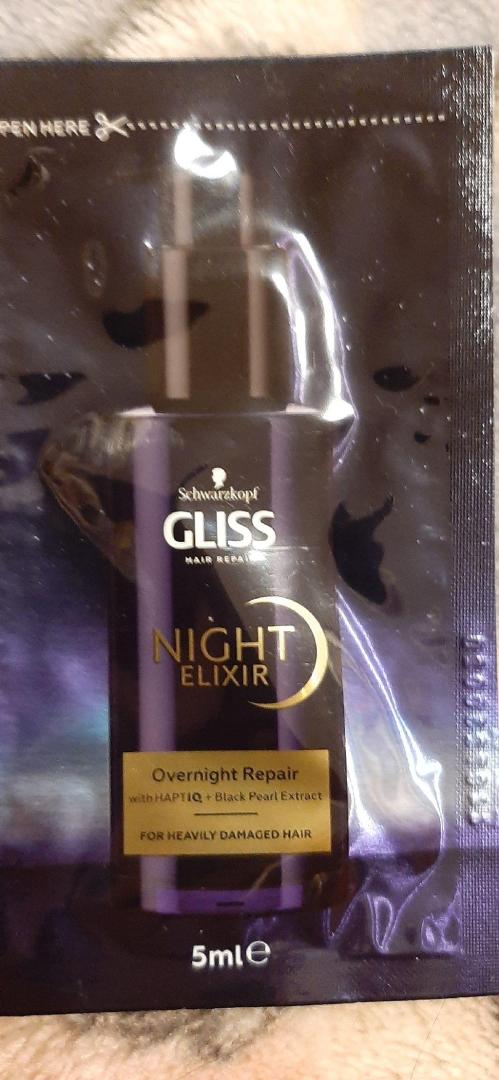 PEN HERE
Schwarzkopf
GLISS
HAIR REPAIR
NIGHT
ELIXIR
Overnight Repair
with HAPTIQ + Black Pearl Extract
FOR HEAVILY DAMAGED HAIR
5ml e